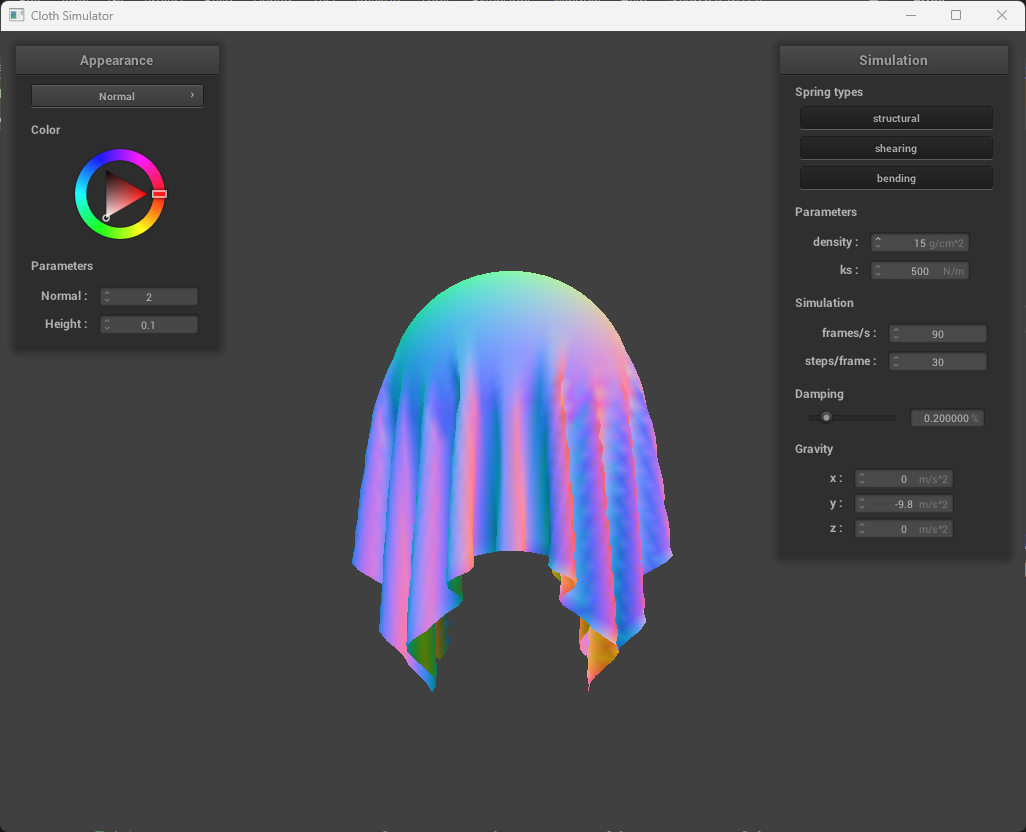 Cloth Simulator
Appearance
Normal
Color
Parameters
Normal : 2
Height : 0.1
Simulation
Spring types
structural
shearing
bending
Parameters
density : 15 g/cm^2
ks : 500 N/m
Simulation
frames/s : 90
steps/frame : 30
Damping
0.200000 %
Gravity
x : 0 m/s^2
y : -9.8 m/s^2
z : 0 m/s^2